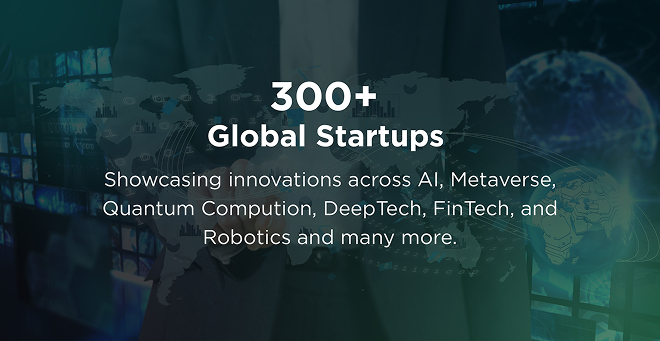 300+
Global Startups
Showcasing innovations across AI, Metaverse,
Quantum Compution, DeepTech, FinTech, and
Robotics and many more.